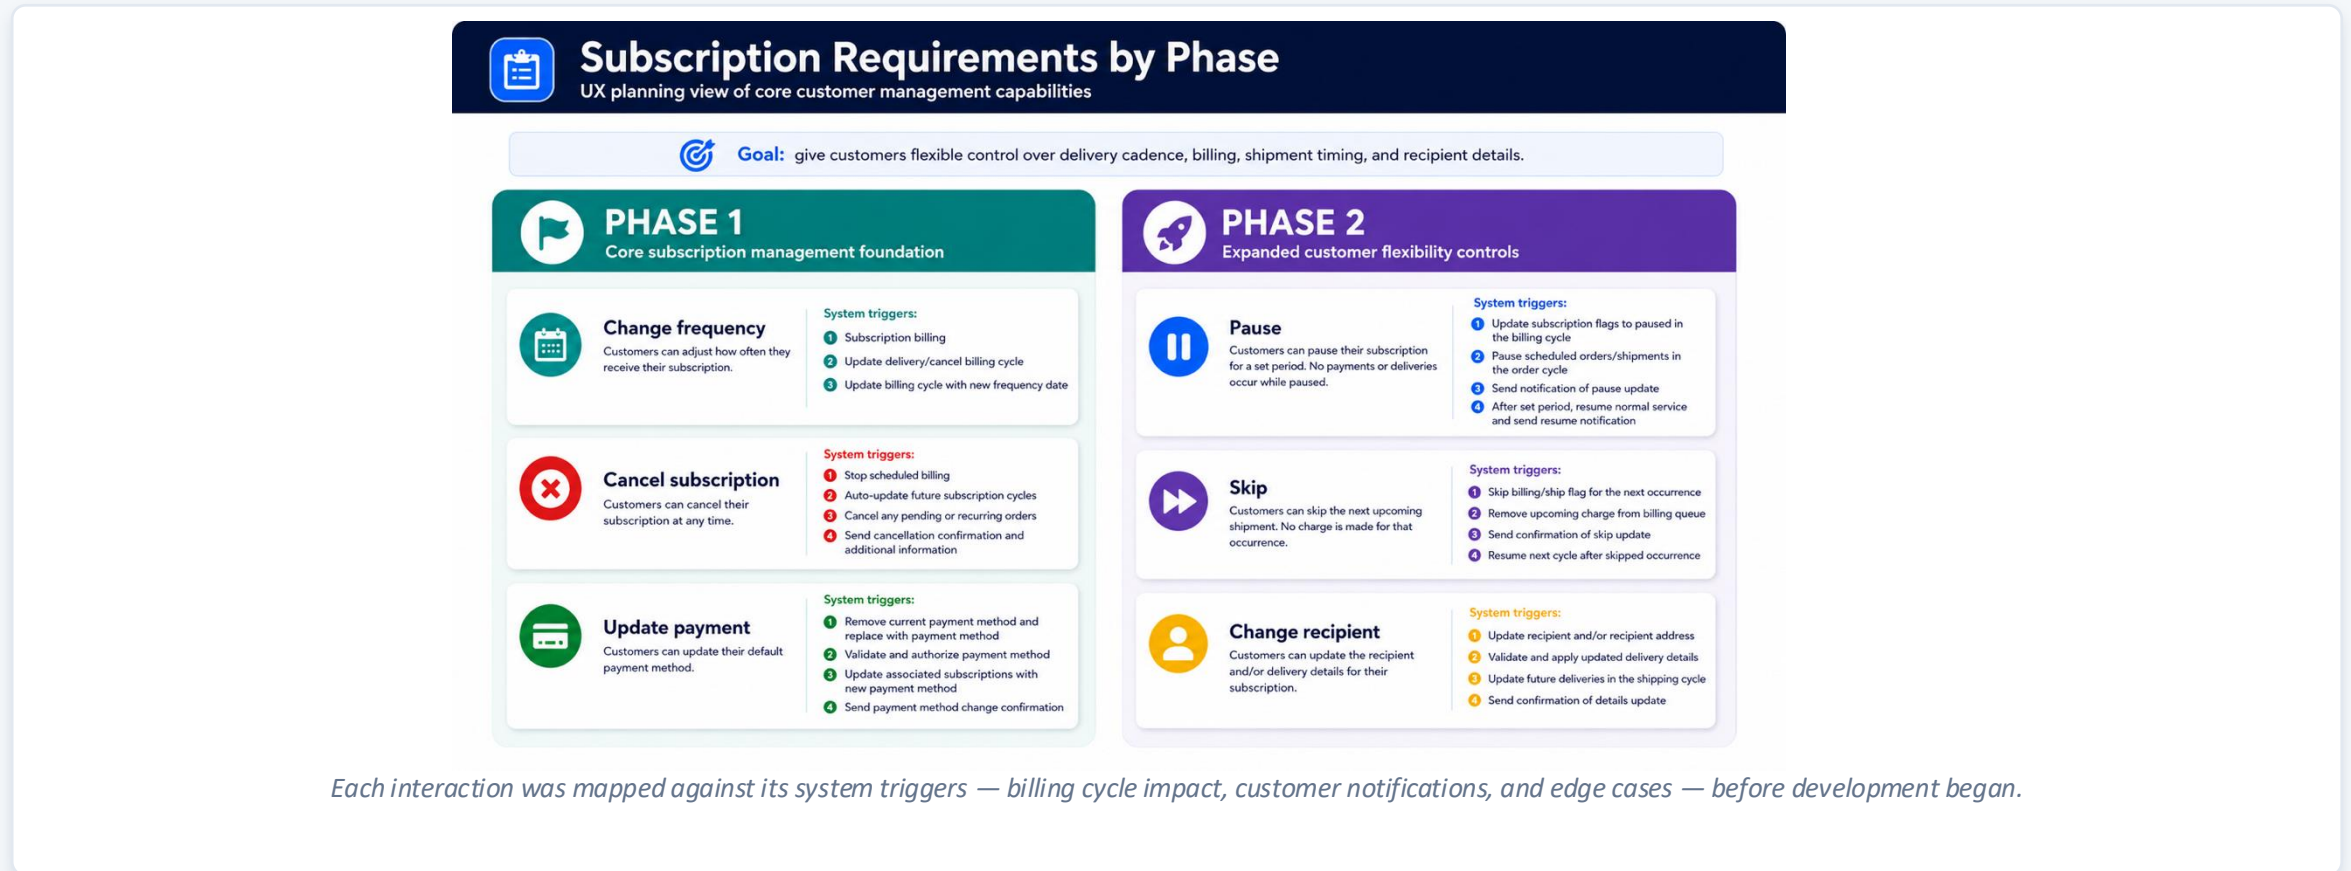 Subscription Requirements by Phase
UX planning view of core customer management capabilities
Goal: give customers flexible control over delivery cadence, billing, shipment timing, and recipient details.
PHASE 1
Core subscription management foundation
Change frequency
Customers can adjust how often they
receive their subscription.
System triggers:
1 Subscription billing
2 Update delivery/cancel billing cycle
3 Update billing cycle with new frequency date
Cancel subscription
Customers can cancel their
subscription at any time.
System triggers:
1 Stop scheduled billing
2 Auto-update future subscription cycles
3 Cancel any pending or recurring orders
4 Send cancellation confirmation and
additional information
Update payment
Customers can update their default
payment method.
System triggers:
1 Remove current payment method and
replace with payment method
2 Validate and authorize payment method
3 Update associated subscriptions with
new payment method
4 Send payment method change confirmation
PHASE 2
Expanded customer flexibility controls
Pause
Customers can pause their subscription
for a set period. No payments or deliveries
occur while paused.
System triggers:
1 Update subscription flags to paused in
the billing cycle
2 Pause scheduled orders/shipments in
the order cycle
3 Send notification of pause update
4 After set period, resume normal service
and send resume notification
Skip
Customers can skip the next upcoming
shipment. No charge is made for that
occurrence.
System triggers:
1 Skip billing/ship flag for the next occurrence
2 Remove upcoming charge from billing queue
3 Send confirmation of skip update
4 Resume next cycle after skipped occurrence
Change recipient
Customers can update the recipient
and/or delivery details for their
subscription.
System triggers:
1 Update recipient and/or recipient address
2 Validate and apply updated delivery details
3 Update future deliveries in the shipping cycle
4 Send confirmation of details update
Each interaction was mapped against its system triggers — billing cycle impact, customer notifications, and edge cases — before development began.